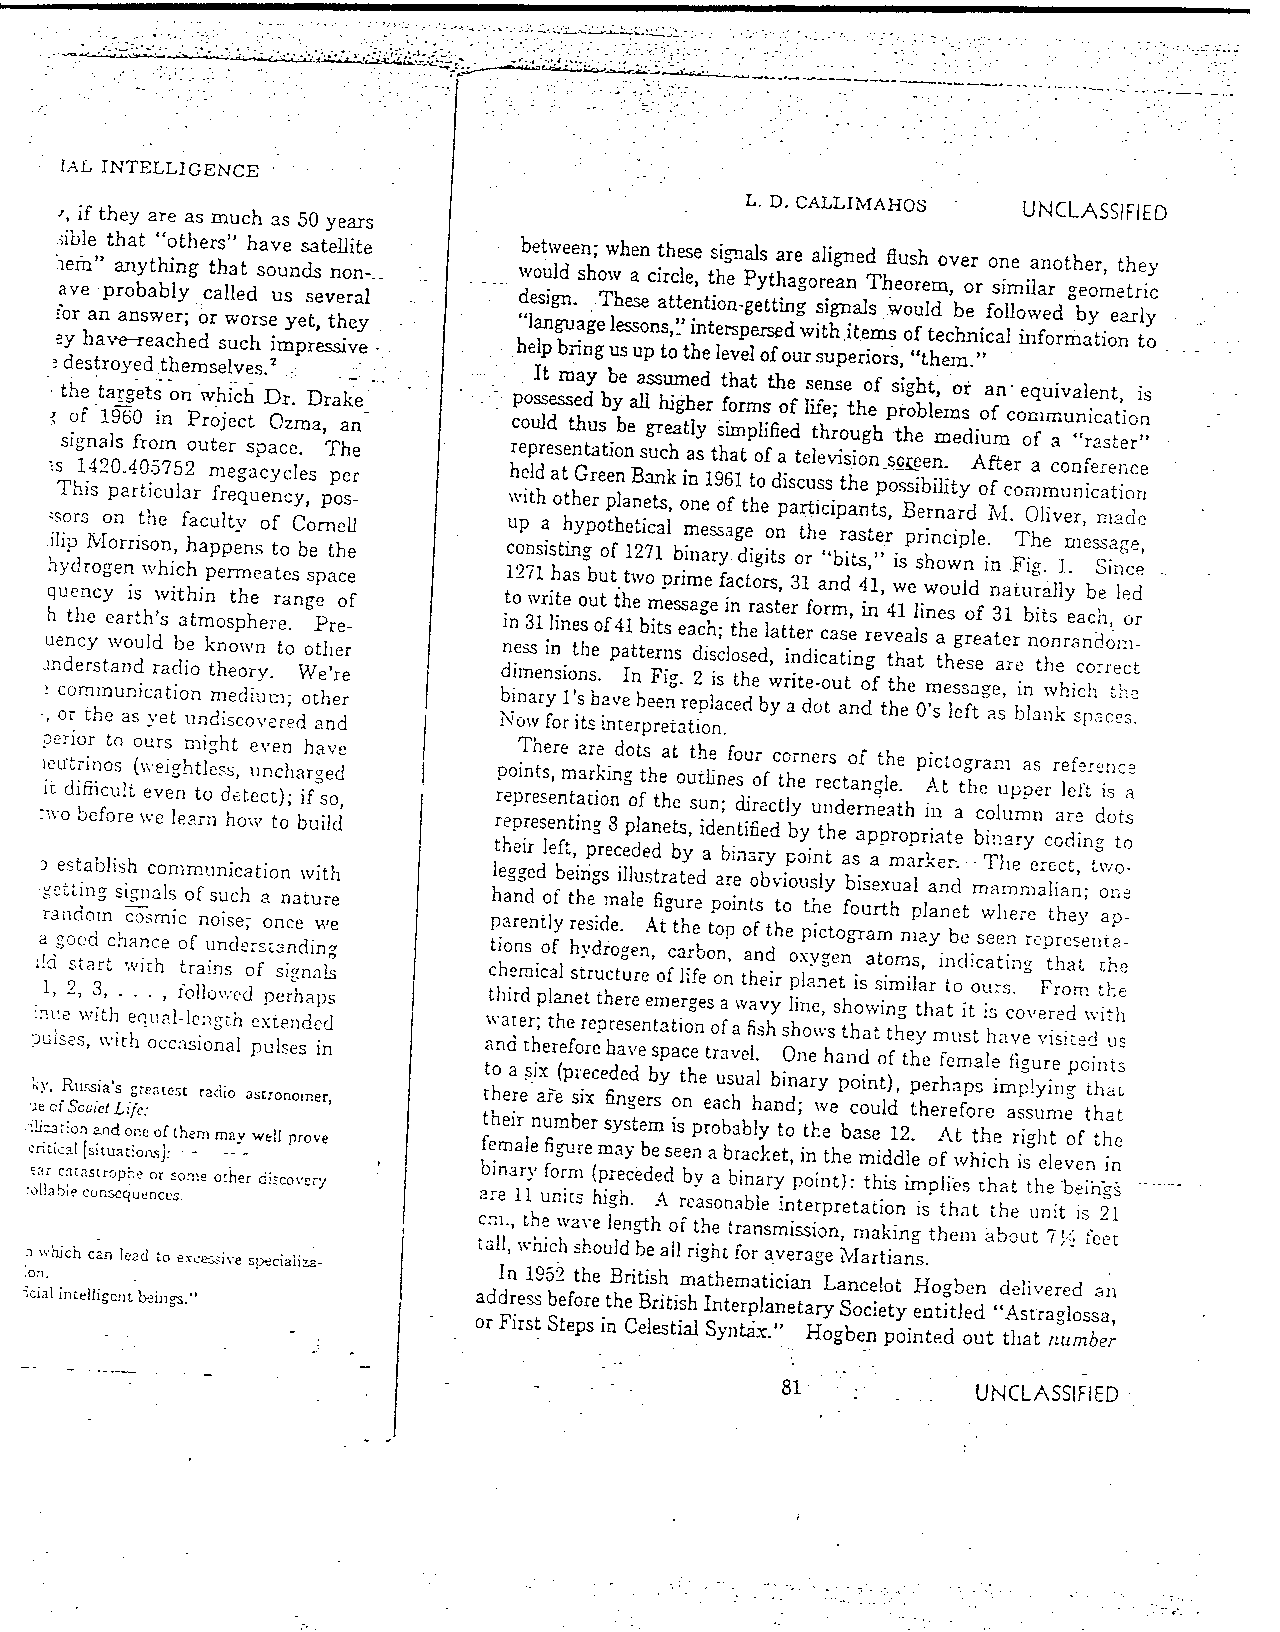 IAL INTELLIGENCE
, if they are as much as 50 years
sible that "others" have satellite
hem" anything that sounds non-
ave probably called us several
for an answer; or worse yet, they
ey have reached such impressive
e destroyed themselves.²
the targets on which Dr. Drake
g of 1960 in Project Ozma, an
signals from outer space. The
is 1420.405752 megacycles per
This particular frequency, pos-
ssors on the faculty of Cornell
ilip Morrison, happens to be the
hydrogen which permeates space
quency is within the range of
h the earth's atmosphere. Pre-
uency would be known to other
understand radio theory. We're
communication medium; other
-, or the as yet undiscovered and
perior to ours might even have
neutrinos (weightless, uncharged
it difficult even to detect); if so,
two before we learn how to build
o establish communication with
-getting signals of such a nature
random cosmic noise; once we
a good chance of understanding
ild start with trains of signals
1, 2, 3, . . . , followed perhaps
inue with equal-length extended
pulses, with occasional pulses in
ky, Russia's greatest radio astronomer,
ue of Soviet Life:
ilization and one of them may well prove
critical [situations]:
ear catastrophe or some other discovery
rollable consequences.
n which can lead to excessive specializa-
ion.
ficial intelligent beings."
L. D. CALLIMAHOS UNCLASSIFIED
between; when these signals are aligned flush over one another, they
would show a circle, the Pythagorean Theorem, or similar geometric
design. These attention-getting signals would be followed by early
"language lessons," interspersed with items of technical information to
help bring us up to the level of our superiors, "them."
It may be assumed that the sense of sight, or an equivalent, is
possessed by all higher forms of life; the problems of communication
could thus be greatly simplified through the medium of a "raster"
representation such as that of a television screen. After a conference
held at Green Bank in 1961 to discuss the possibility of communication
with other planets, one of the participants, Bernard M. Oliver, made
up a hypothetical message on the raster principle. The message,
consisting of 1271 binary digits or "bits," is shown in Fig. 1. Since
1271 has but two prime factors, 31 and 41, we would naturally be led
to write out the message in raster form, in 41 lines of 31 bits each, or
in 31 lines of 41 bits each; the latter case reveals a greater nonrandom-
ness in the patterns disclosed, indicating that these are the correct
dimensions. In Fig. 2 is the write-out of the message, in which the
binary 1's have been replaced by a dot and the 0's left as blank spaces.
Now for its interpretation.
There are dots at the four corners of the pictogram as reference
points, marking the outlines of the rectangle. At the upper left is a
representation of the sun; directly underneath in a column are dots
representing 8 planets, identified by the appropriate binary coding to
their left, preceded by a binary point as a marker. The erect, two-
legged beings illustrated are obviously bisexual and mammalian; one
hand of the male figure points to the fourth planet where they ap-
parently reside. At the top of the pictogram may be seen representa-
tions of hydrogen, carbon, and oxygen atoms, indicating that the
chemical structure of life on their planet is similar to ours. From the
third planet there emerges a wavy line, showing that it is covered with
water; the representation of a fish shows that they must have visited us
and therefore have space travel. One hand of the female figure points
to a six (preceded by the usual binary point), perhaps implying that
there are six fingers on each hand; we could therefore assume that
their number system is probably to the base 12. At the right of the
female figure may be seen a bracket, in the middle of which is eleven in
binary form (preceded by a binary point): this implies that the beings
are 11 units high. A reasonable interpretation is that the unit is 21
cm., the wave length of the transmission, making them about 7½ feet
tall, which should be all right for average Martians.
In 1952 the British mathematician Lancelot Hogben delivered an
address before the British Interplanetary Society entitled "Astraglossa,
or First Steps in Celestial Syntax." Hogben pointed out that number
81 UNCLASSIFIED